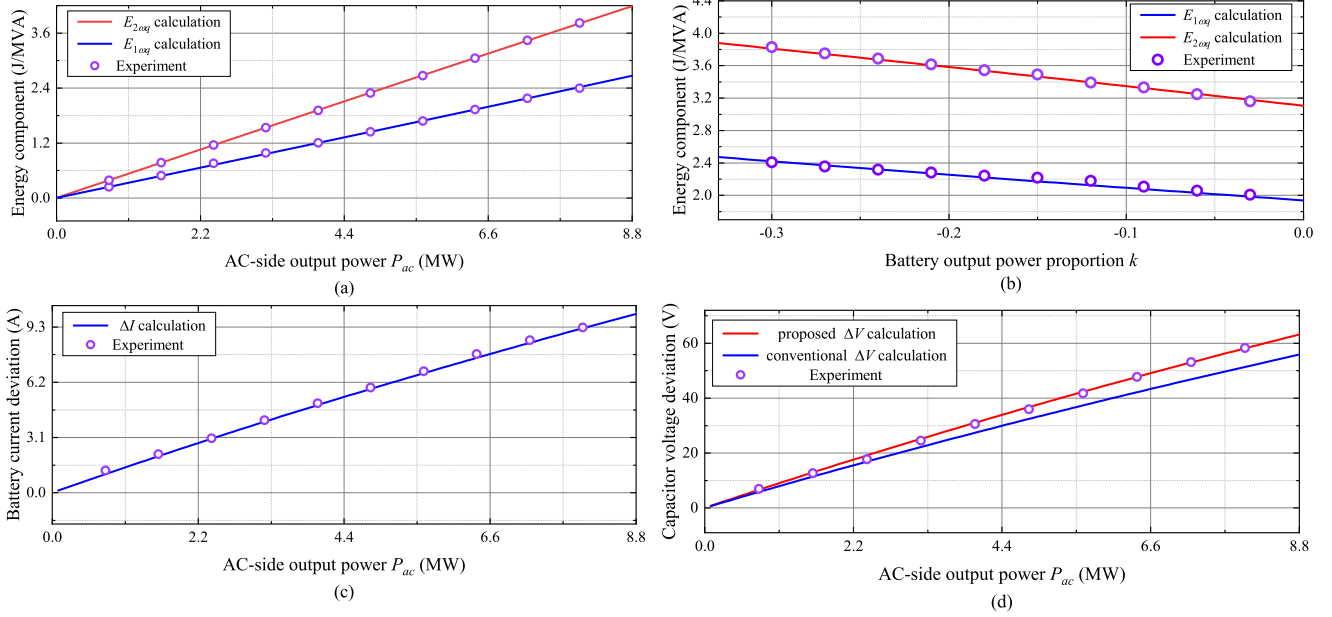 E2ωq calculation
E1ωq calculation
Experiment
Energy component (J/MVA)
3.6
2.4
1.2
0.0
0.0 2.2 4.4 6.6 8.8
AC-side output power Pac (MW)
(a)
E1ωq calculation
E2ωq calculation
Experiment
Energy component (J/MVA)
4.4
4.0
3.6
3.2
2.8
2.4
2.0
-0.3 -0.2 -0.1 0.0
Battery output power proportion k
(b)
ΔI calculation
Experiment
Battery current deviation (A)
9.3
6.2
3.1
0.0
0.0 2.2 4.4 6.6 8.8
AC-side output power Pac (MW)
(c)
proposed ΔV calculation
conventional ΔV calculation
Experiment
Capacitor voltage deviation (V)
60
40
20
0
0.0 2.2 4.4 6.6 8.8
AC-side output power Pac (MW)
(d)